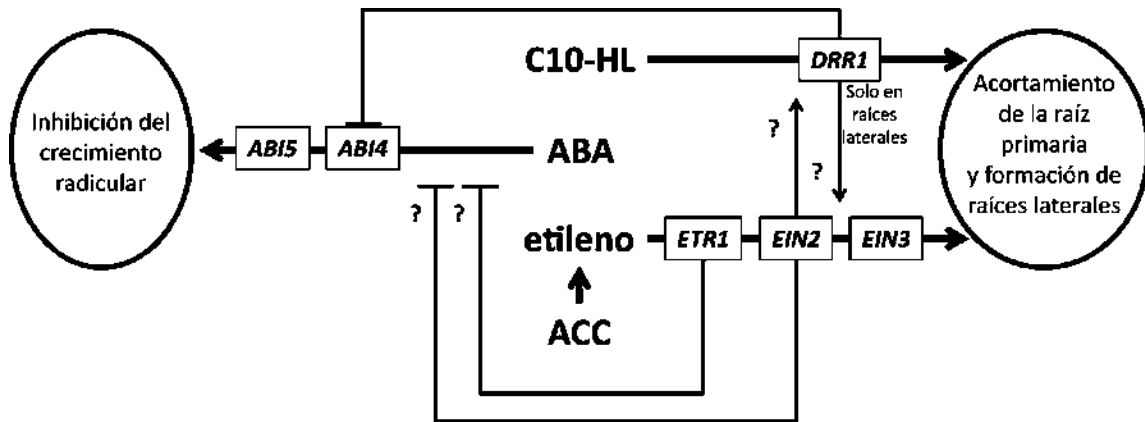 C10-HL
DRR1
Solo en
raíces
laterales
Acortamiento
de la raíz
primaria
y formación de
raíces laterales
Inhibición del
crecimiento
radicular
ABI5
ABI4
ABA
?
?
?
?
etileno
ETR1
EIN2
EIN3
ACC